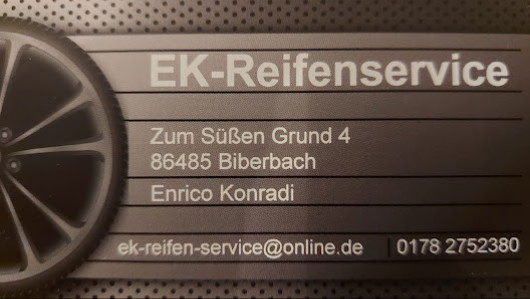 EK-Reifenservice
Zum Süßen Grund 4
86485 Biberbach
Enrico Konradi
ek-reifen-service@online.de | 0178 2752380